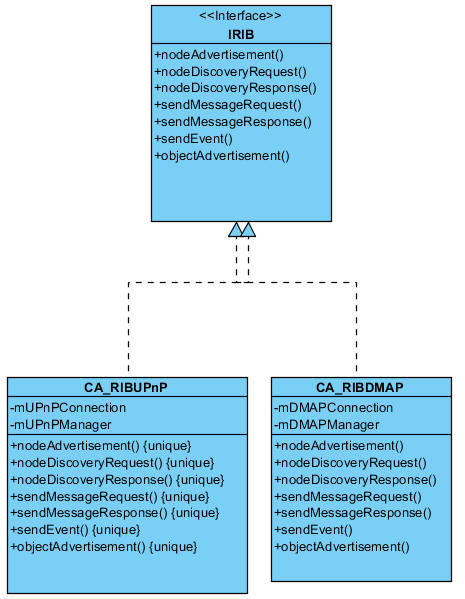 <<Interface>>
IRIB
+nodeAdvertisement()
+nodeDiscoveryRequest()
+nodeDiscoveryResponse()
+sendMessageRequest()
+sendMessageResponse()
+sendEvent()
+objectAdvertisement()
CA_RIBUPnP
-mUPnPConnection
-mUPnPManager
+nodeAdvertisement() {unique}
+nodeDiscoveryRequest() {unique}
+nodeDiscoveryResponse() {unique}
+sendMessageRequest() {unique}
+sendMessageResponse() {unique}
+sendEvent() {unique}
+objectAdvertisement() {unique}
CA_RIBDMAP
-mDMAPConnection
-mDMAPManager
+nodeAdvertisement()
+nodeDiscoveryRequest()
+nodeDiscoveryResponse()
+sendMessageRequest()
+sendMessageResponse()
+sendEvent()
+objectAdvertisement()